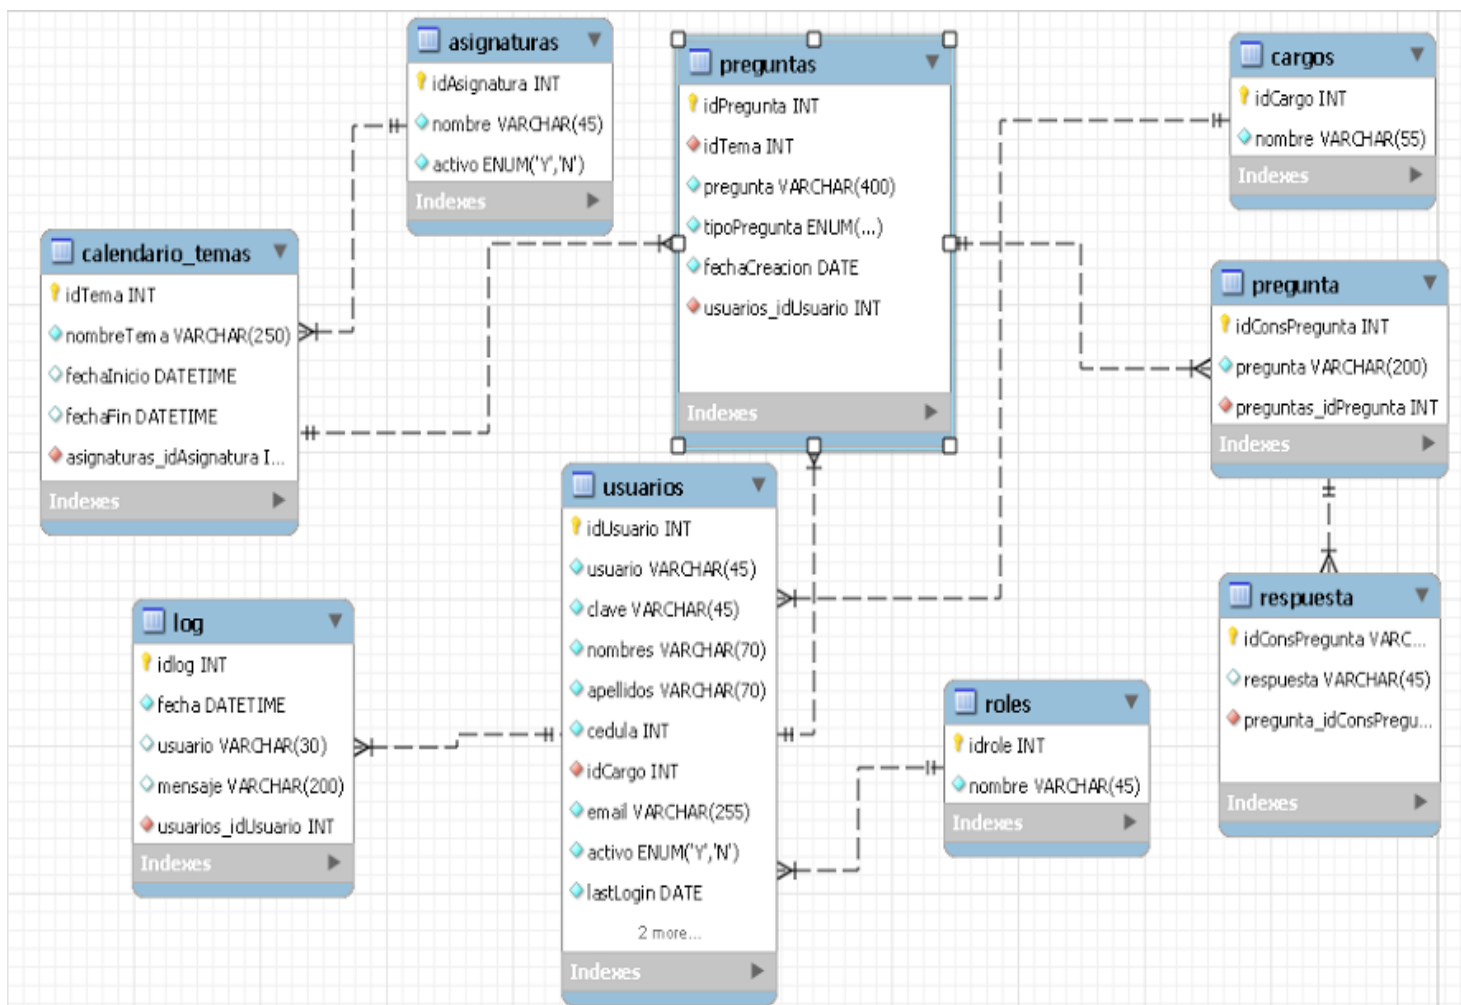 asignaturas
idAsignatura INT
nombre VARCHAR(45)
activo ENUM('Y','N')
Indexes
preguntas
idPregunta INT
idTema INT
pregunta VARCHAR(400)
tipoPregunta ENUM(...)
fechaCreacion DATE
usuarios_idUsuario INT
Indexes
cargos
idCargo INT
nombre VARCHAR(55)
Indexes
calendario_temas
idTema INT
nombreTema VARCHAR(250)
fechaInicio DATETIME
fechaFin DATETIME
asignaturas_idAsignatura I...
Indexes
pregunta
idConsPregunta INT
pregunta VARCHAR(200)
preguntas_idPregunta INT
Indexes
usuarios
idUsuario INT
usuario VARCHAR(45)
clave VARCHAR(45)
nombres VARCHAR(70)
apellidos VARCHAR(70)
cedula INT
idCargo INT
email VARCHAR(255)
activo ENUM('Y','N')
lastLogin DATE
2 more...
Indexes
log
idlog INT
fecha DATETIME
usuario VARCHAR(30)
mensaje VARCHAR(200)
usuarios_idUsuario INT
Indexes
roles
idrole INT
nombre VARCHAR(45)
Indexes
respuesta
idConsPregunta VARC...
respuesta VARCHAR(45)
pregunta_idConsPregu...
Indexes